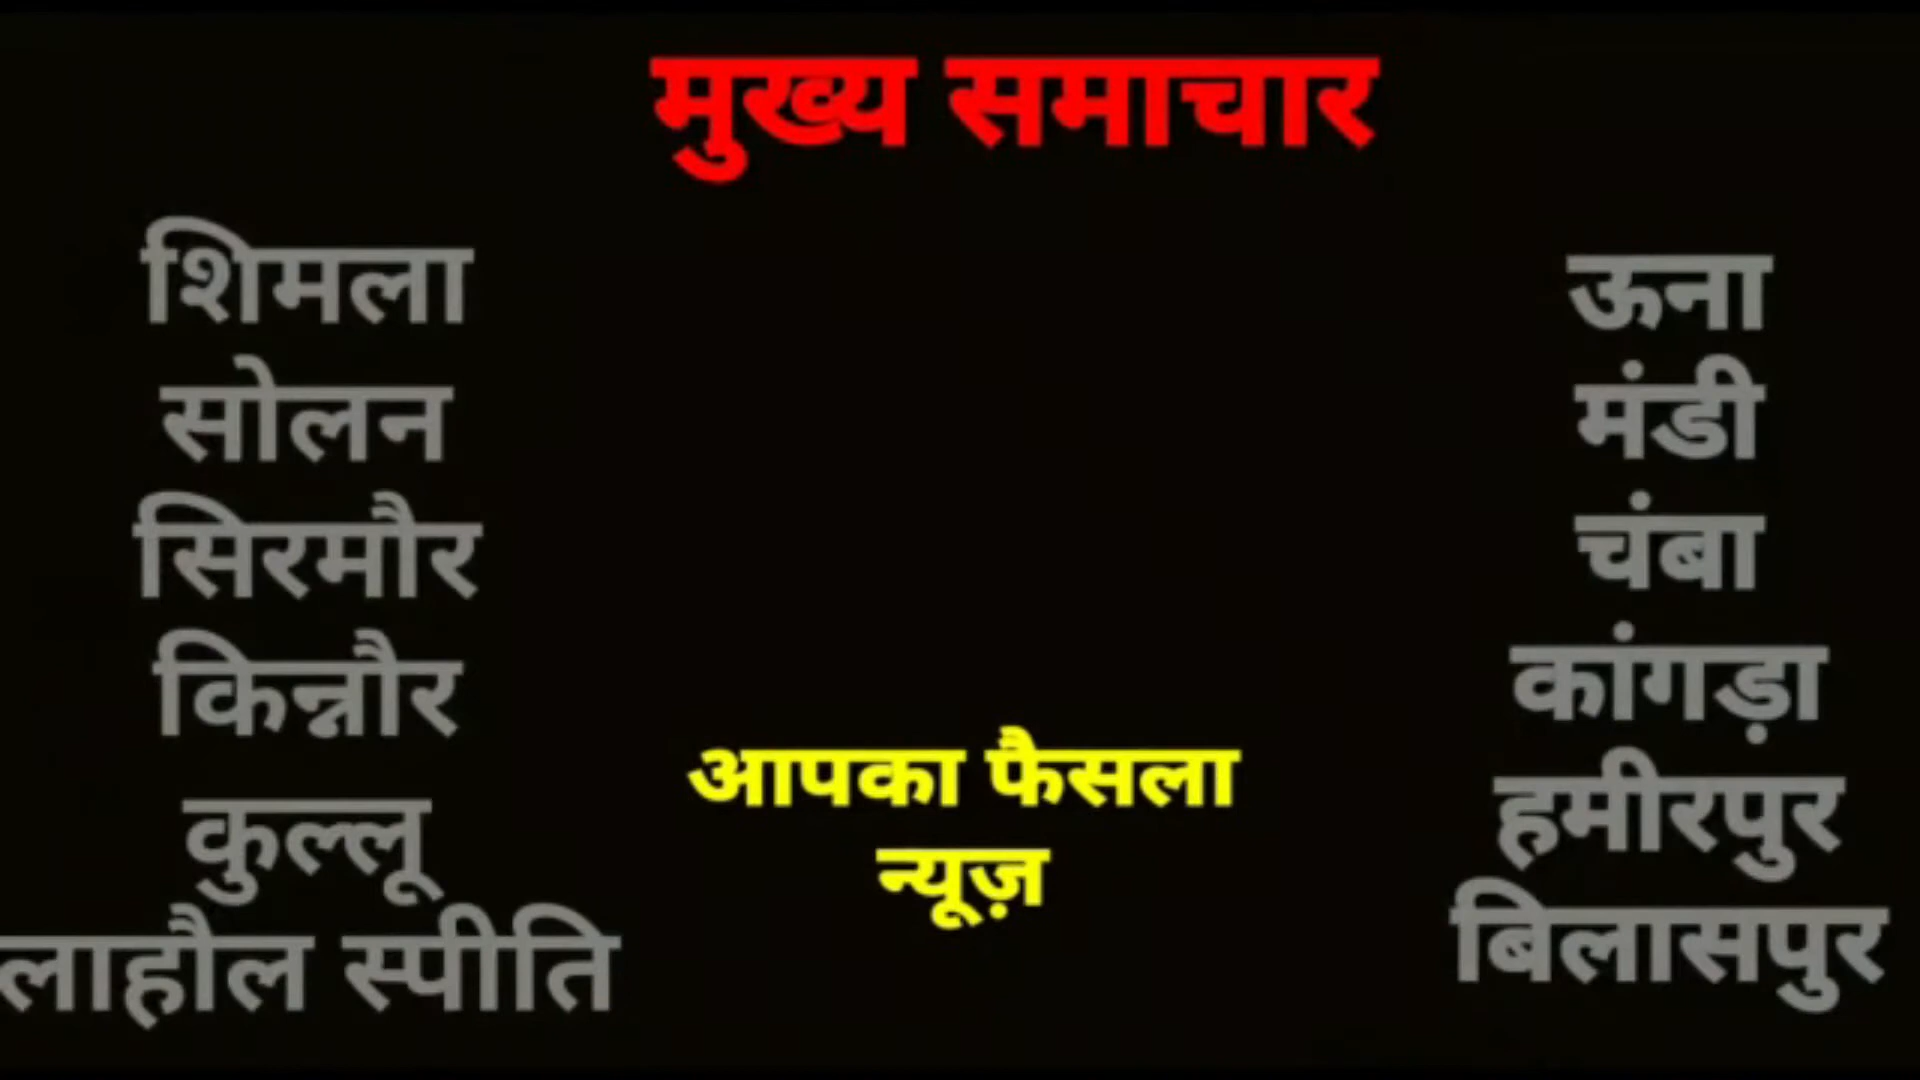 मुख्य समाचार
शिमला
सोलन
सिरमौर
किन्नौर
कुल्लू
लाहौल स्पीति
आपका फैसला
न्यूज़
ऊना
मंडी
चंबा
कांगड़ा
हमीरपुर
बिलासपुर